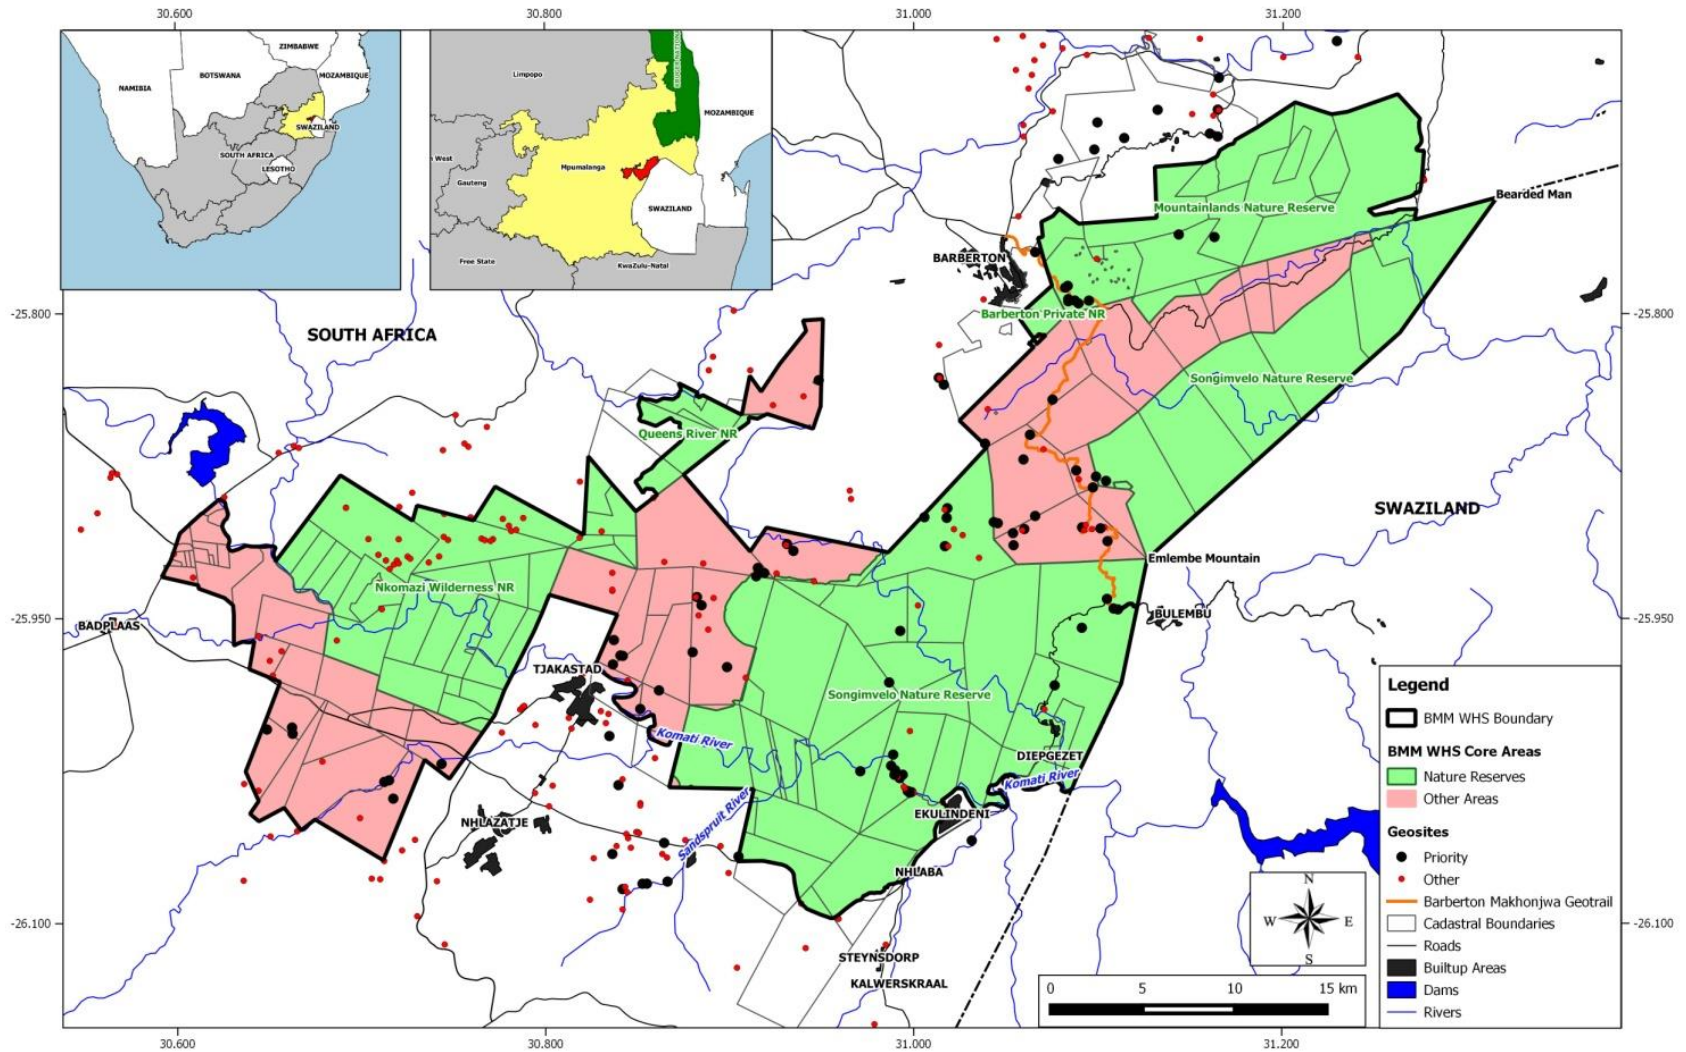 30.600
30.800
31.000
31.200
ZIMBABWE
BOTSWANA
MOZAMBIQUE
NAMIBIA
SWAZILAND
SOUTH AFRICA
LESOTHO
Limpopo
MOZAMBIQUE
Mpumalanga
Gauteng
SWAZILAND
Free State
KwaZulu-Natal
Bearded Man
Mountainlands Nature Reserve
BARBERTON
-25.800
Barberton Private NR
-25.800
SOUTH AFRICA
Songimvelo Nature Reserve
Queens River NR
SWAZILAND
Emlembe Mountain
Nkomazi Wilderness NR
BULEMBU
-25.950
BADPLAAS
-25.950
TJAKASTAD
Songimvelo Nature Reserve
Komati River
DIEPGEZET
Komati River
EKULINDENI
NHLAZATJE
Sandspruit River
NHLABA
-26.100
-26.100
STEYNSDORP
KALWERSKRAAL
N
W
E
S
0
5
10
15 km
Legend
BMM WHS Boundary
BMM WHS Core Areas
Nature Reserves
Other Areas
Geosites
Priority
Other
Barberton Makhonjwa Geotrail
Cadastral Boundaries
Roads
Builtup Areas
Dams
Rivers
30.600
30.800
31.000
31.200